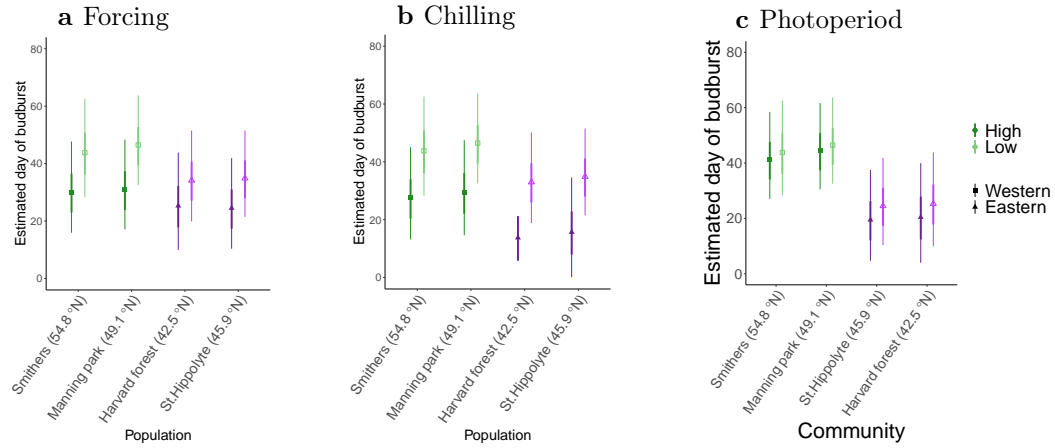 a Forcing
Estimated day of budburst
80
60
40
20
0
Smithers (54.8 °N)
Manning park (49.1 °N)
Harvard forest (42.5 °N)
St.Hippolyte (45.9 °N)
Population
b Chilling
Estimated day of budburst
80
60
40
20
0
Smithers (54.8 °N)
Manning park (49.1 °N)
Harvard forest (42.5 °N)
St.Hippolyte (45.9 °N)
Population
c Photoperiod
Estimated day of budburst
80
60
40
20
0
Smithers (54.8 °N)
Manning park (49.1 °N)
St.Hippolyte (45.9 °N)
Harvard forest (42.5 °N)
Community
High
Low
Western
Eastern